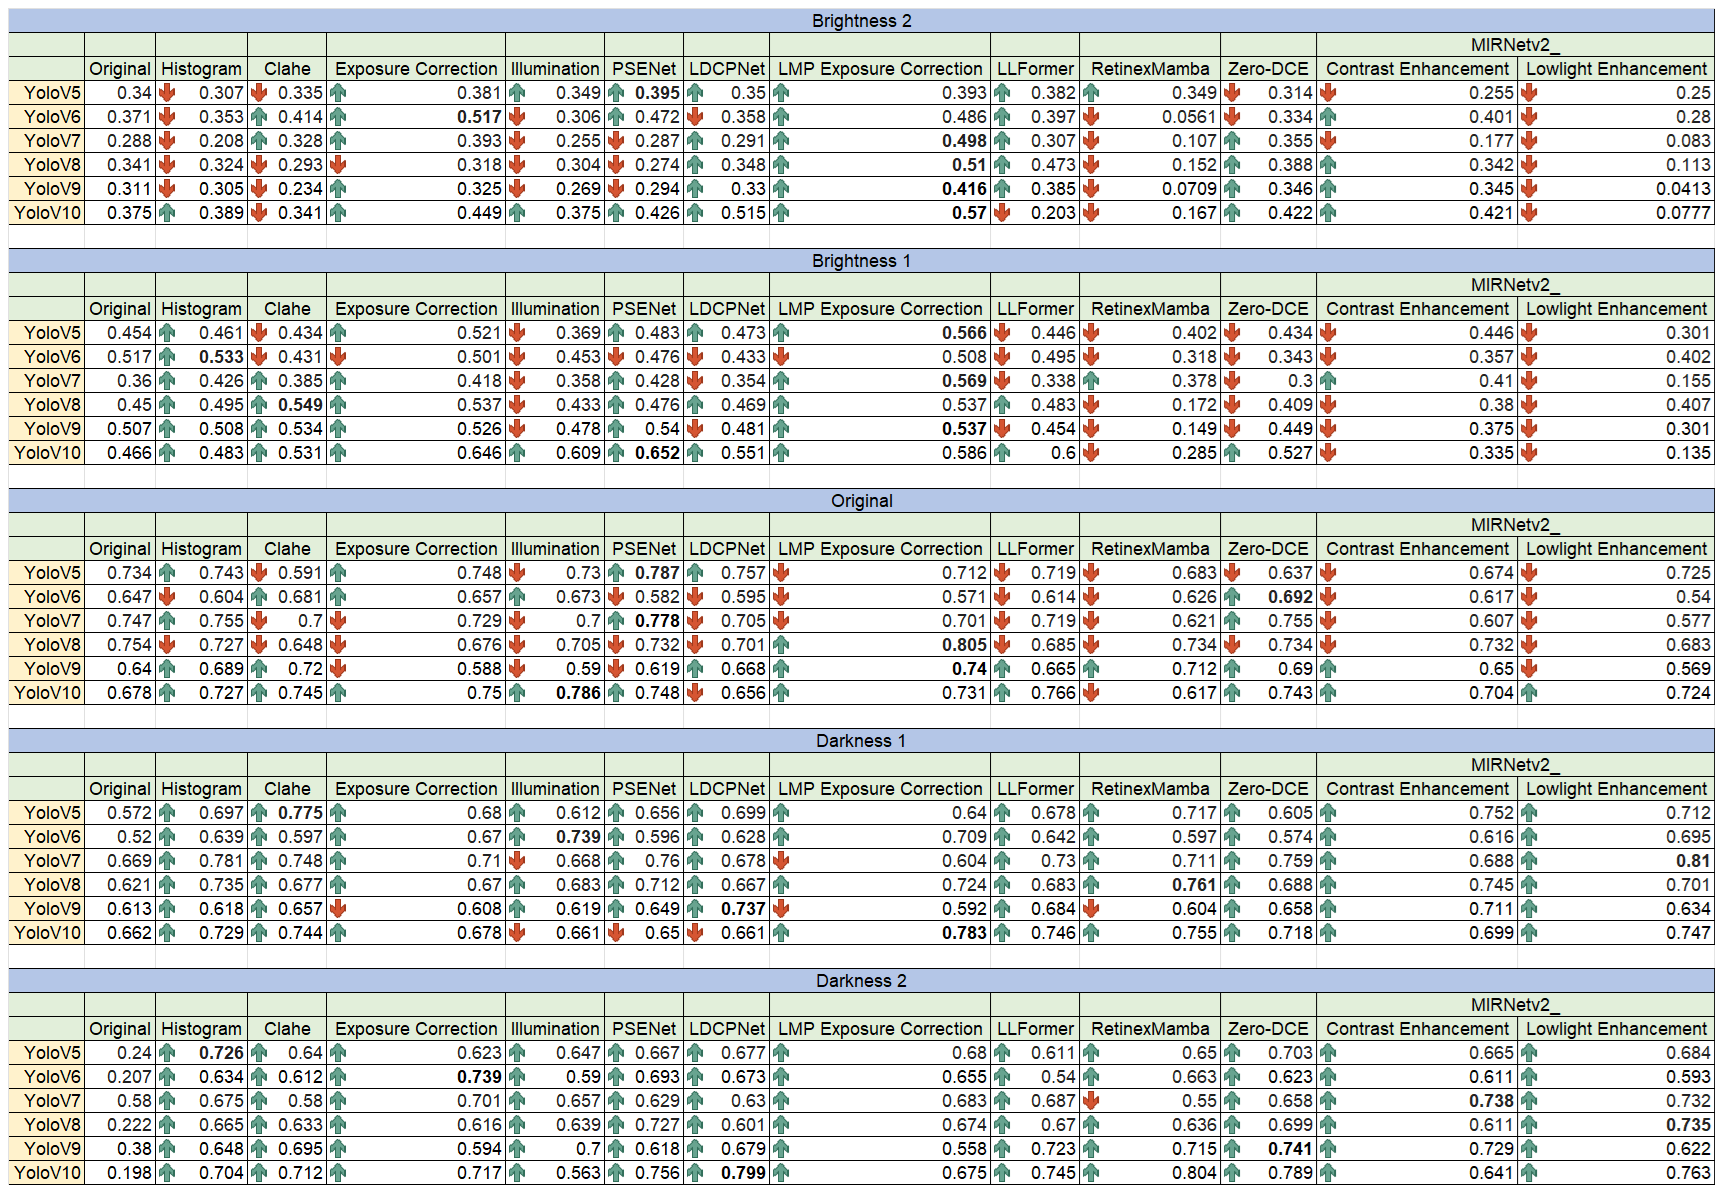 Brightness 2
MIRNetv2_
Original Histogram Clahe Exposure Correction Illumination PSENet LDCPNet LMP Exposure Correction LLFormer RetinexMamba Zero-DCE Contrast Enhancement Lowlight Enhancement
YoloV5 0.34 0.307 0.335 0.381 0.349 0.395 0.35 0.393 0.382 0.349 0.314 0.255 0.25
YoloV6 0.371 0.353 0.414 0.517 0.306 0.472 0.358 0.486 0.397 0.0561 0.334 0.401 0.28
YoloV7 0.288 0.208 0.328 0.393 0.255 0.287 0.291 0.498 0.307 0.107 0.355 0.177 0.083
YoloV8 0.341 0.324 0.293 0.318 0.304 0.274 0.348 0.51 0.473 0.152 0.388 0.342 0.113
YoloV9 0.311 0.305 0.234 0.325 0.269 0.294 0.33 0.416 0.385 0.0709 0.346 0.345 0.0413
YoloV10 0.375 0.389 0.341 0.449 0.375 0.426 0.515 0.57 0.203 0.167 0.422 0.421 0.0777
Brightness 1
MIRNetv2_
Original Histogram Clahe Exposure Correction Illumination PSENet LDCPNet LMP Exposure Correction LLFormer RetinexMamba Zero-DCE Contrast Enhancement Lowlight Enhancement
YoloV5 0.454 0.461 0.434 0.521 0.369 0.483 0.473 0.566 0.446 0.402 0.434 0.446 0.301
YoloV6 0.517 0.533 0.431 0.501 0.453 0.476 0.433 0.508 0.495 0.318 0.343 0.357 0.402
YoloV7 0.36 0.426 0.385 0.418 0.358 0.428 0.354 0.569 0.338 0.378 0.3 0.41 0.155
YoloV8 0.45 0.495 0.549 0.537 0.433 0.476 0.469 0.537 0.483 0.172 0.409 0.38 0.407
YoloV9 0.507 0.508 0.534 0.526 0.478 0.54 0.481 0.537 0.454 0.149 0.449 0.375 0.301
YoloV10 0.466 0.483 0.531 0.646 0.609 0.652 0.551 0.586 0.6 0.285 0.527 0.335 0.135
Original
MIRNetv2_
Original Histogram Clahe Exposure Correction Illumination PSENet LDCPNet LMP Exposure Correction LLFormer RetinexMamba Zero-DCE Contrast Enhancement Lowlight Enhancement
YoloV5 0.734 0.743 0.591 0.748 0.73 0.787 0.757 0.712 0.719 0.683 0.637 0.674 0.725
YoloV6 0.647 0.604 0.681 0.657 0.673 0.582 0.595 0.571 0.614 0.626 0.692 0.617 0.54
YoloV7 0.747 0.755 0.7 0.729 0.7 0.778 0.705 0.701 0.719 0.621 0.755 0.607 0.577
YoloV8 0.754 0.727 0.648 0.676 0.705 0.732 0.701 0.805 0.685 0.734 0.734 0.732 0.683
YoloV9 0.64 0.689 0.72 0.588 0.59 0.619 0.668 0.74 0.665 0.712 0.69 0.65 0.569
YoloV10 0.678 0.727 0.745 0.75 0.786 0.748 0.656 0.731 0.766 0.617 0.743 0.704 0.724
Darkness 1
MIRNetv2_
Original Histogram Clahe Exposure Correction Illumination PSENet LDCPNet LMP Exposure Correction LLFormer RetinexMamba Zero-DCE Contrast Enhancement Lowlight Enhancement
YoloV5 0.572 0.697 0.775 0.68 0.612 0.656 0.699 0.64 0.678 0.717 0.605 0.752 0.712
YoloV6 0.52 0.639 0.597 0.67 0.739 0.596 0.628 0.709 0.642 0.597 0.574 0.616 0.695
YoloV7 0.669 0.781 0.748 0.71 0.668 0.76 0.678 0.604 0.73 0.711 0.759 0.688 0.81
YoloV8 0.621 0.735 0.677 0.67 0.683 0.712 0.667 0.724 0.683 0.761 0.688 0.745 0.701
YoloV9 0.613 0.618 0.657 0.608 0.619 0.649 0.737 0.592 0.684 0.604 0.658 0.711 0.634
YoloV10 0.662 0.729 0.744 0.678 0.661 0.65 0.661 0.783 0.746 0.755 0.718 0.699 0.747
Darkness 2
MIRNetv2_
Original Histogram Clahe Exposure Correction Illumination PSENet LDCPNet LMP Exposure Correction LLFormer RetinexMamba Zero-DCE Contrast Enhancement Lowlight Enhancement
YoloV5 0.24 0.726 0.64 0.623 0.647 0.667 0.677 0.68 0.611 0.65 0.703 0.665 0.684
YoloV6 0.207 0.634 0.612 0.739 0.59 0.693 0.673 0.655 0.54 0.663 0.623 0.611 0.593
YoloV7 0.58 0.675 0.58 0.701 0.657 0.629 0.63 0.683 0.687 0.55 0.658 0.738 0.732
YoloV8 0.222 0.665 0.633 0.616 0.639 0.727 0.601 0.674 0.67 0.636 0.699 0.611 0.735
YoloV9 0.38 0.648 0.695 0.594 0.7 0.618 0.679 0.558 0.723 0.715 0.741 0.729 0.622
YoloV10 0.198 0.704 0.712 0.717 0.563 0.756 0.799 0.675 0.745 0.804 0.789 0.641 0.763